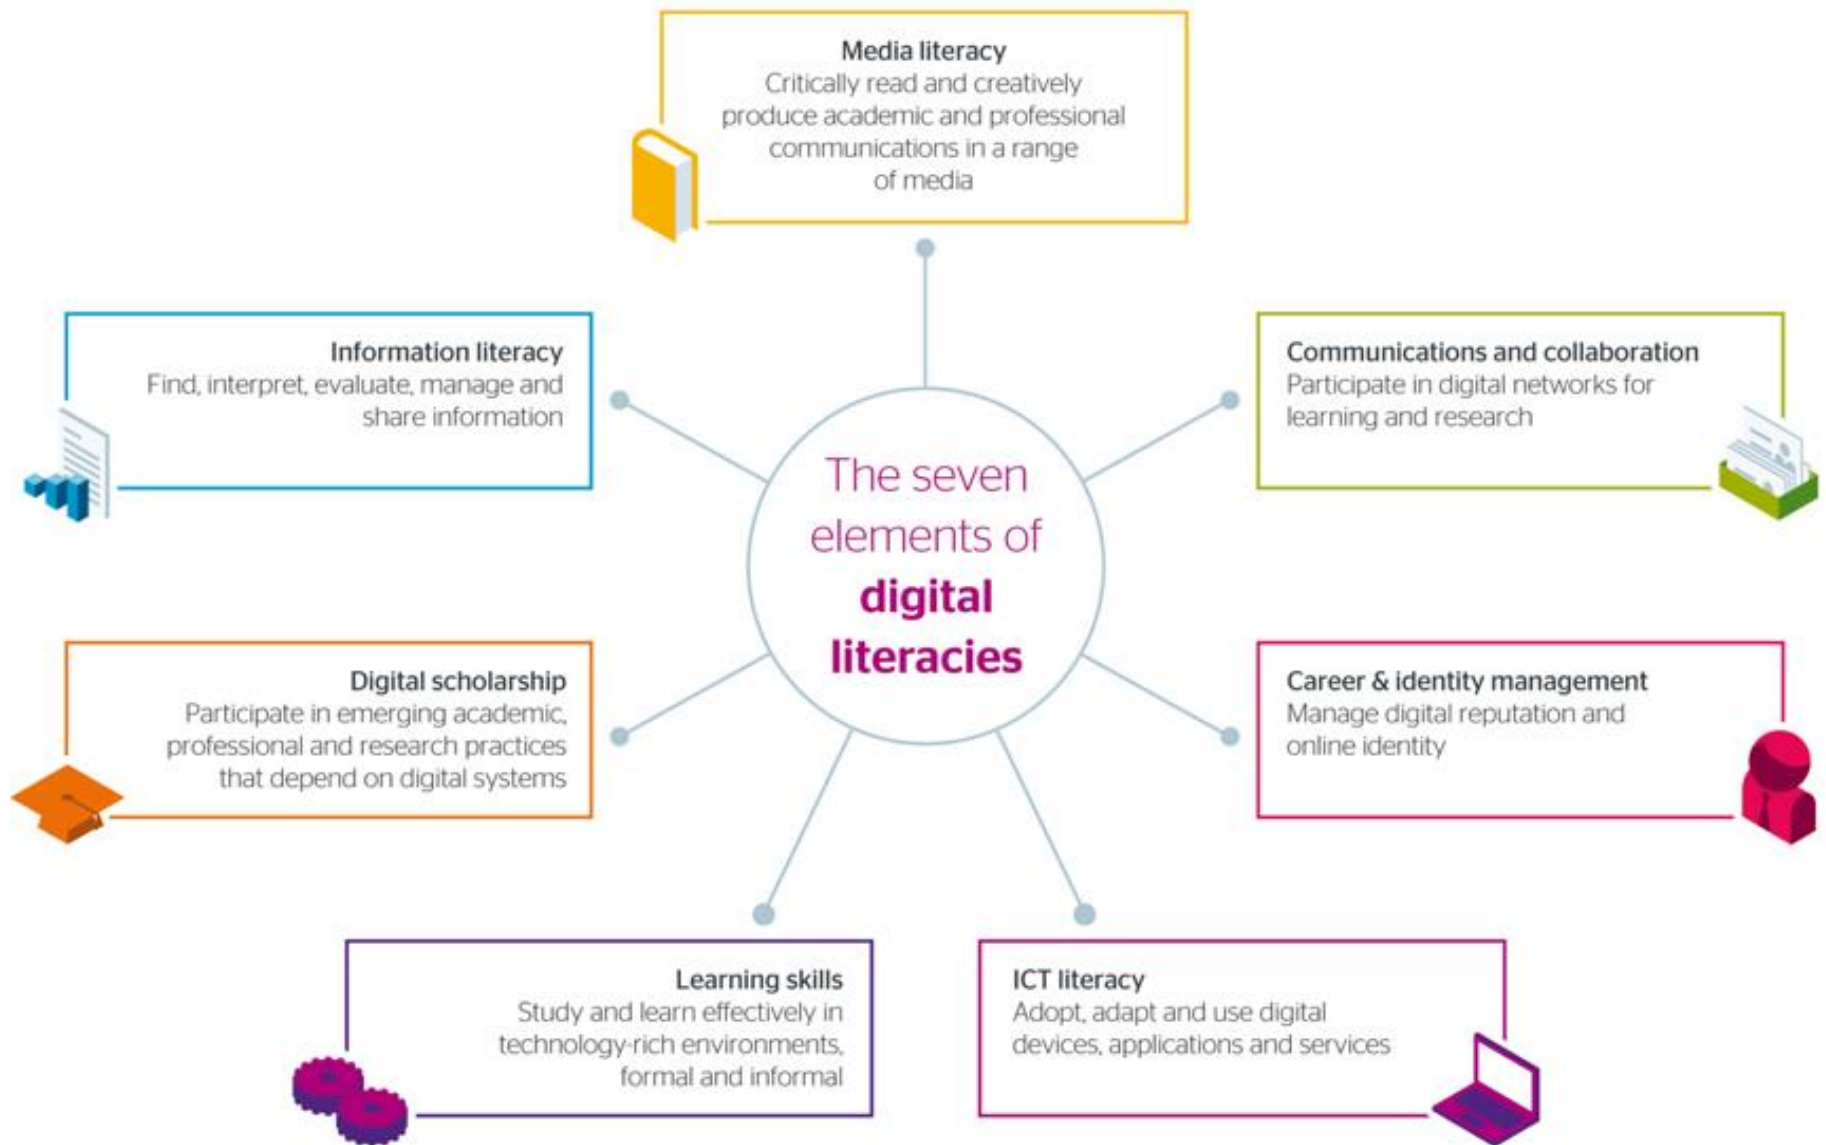 Media literacy
Critically read and creatively
produce academic and professional
communications in a range
of media
Information literacy
Find, interpret, evaluate, manage and
share information
Communications and collaboration
Participate in digital networks for
learning and research
The seven
elements of
digital
literacies
Digital scholarship
Participate in emerging academic,
professional and research practices
that depend on digital systems
Career & identity management
Manage digital reputation and
online identity
Learning skills
Study and learn effectively in
technology-rich environments,
formal and informal
ICT literacy
Adopt, adapt and use digital
devices, applications and services